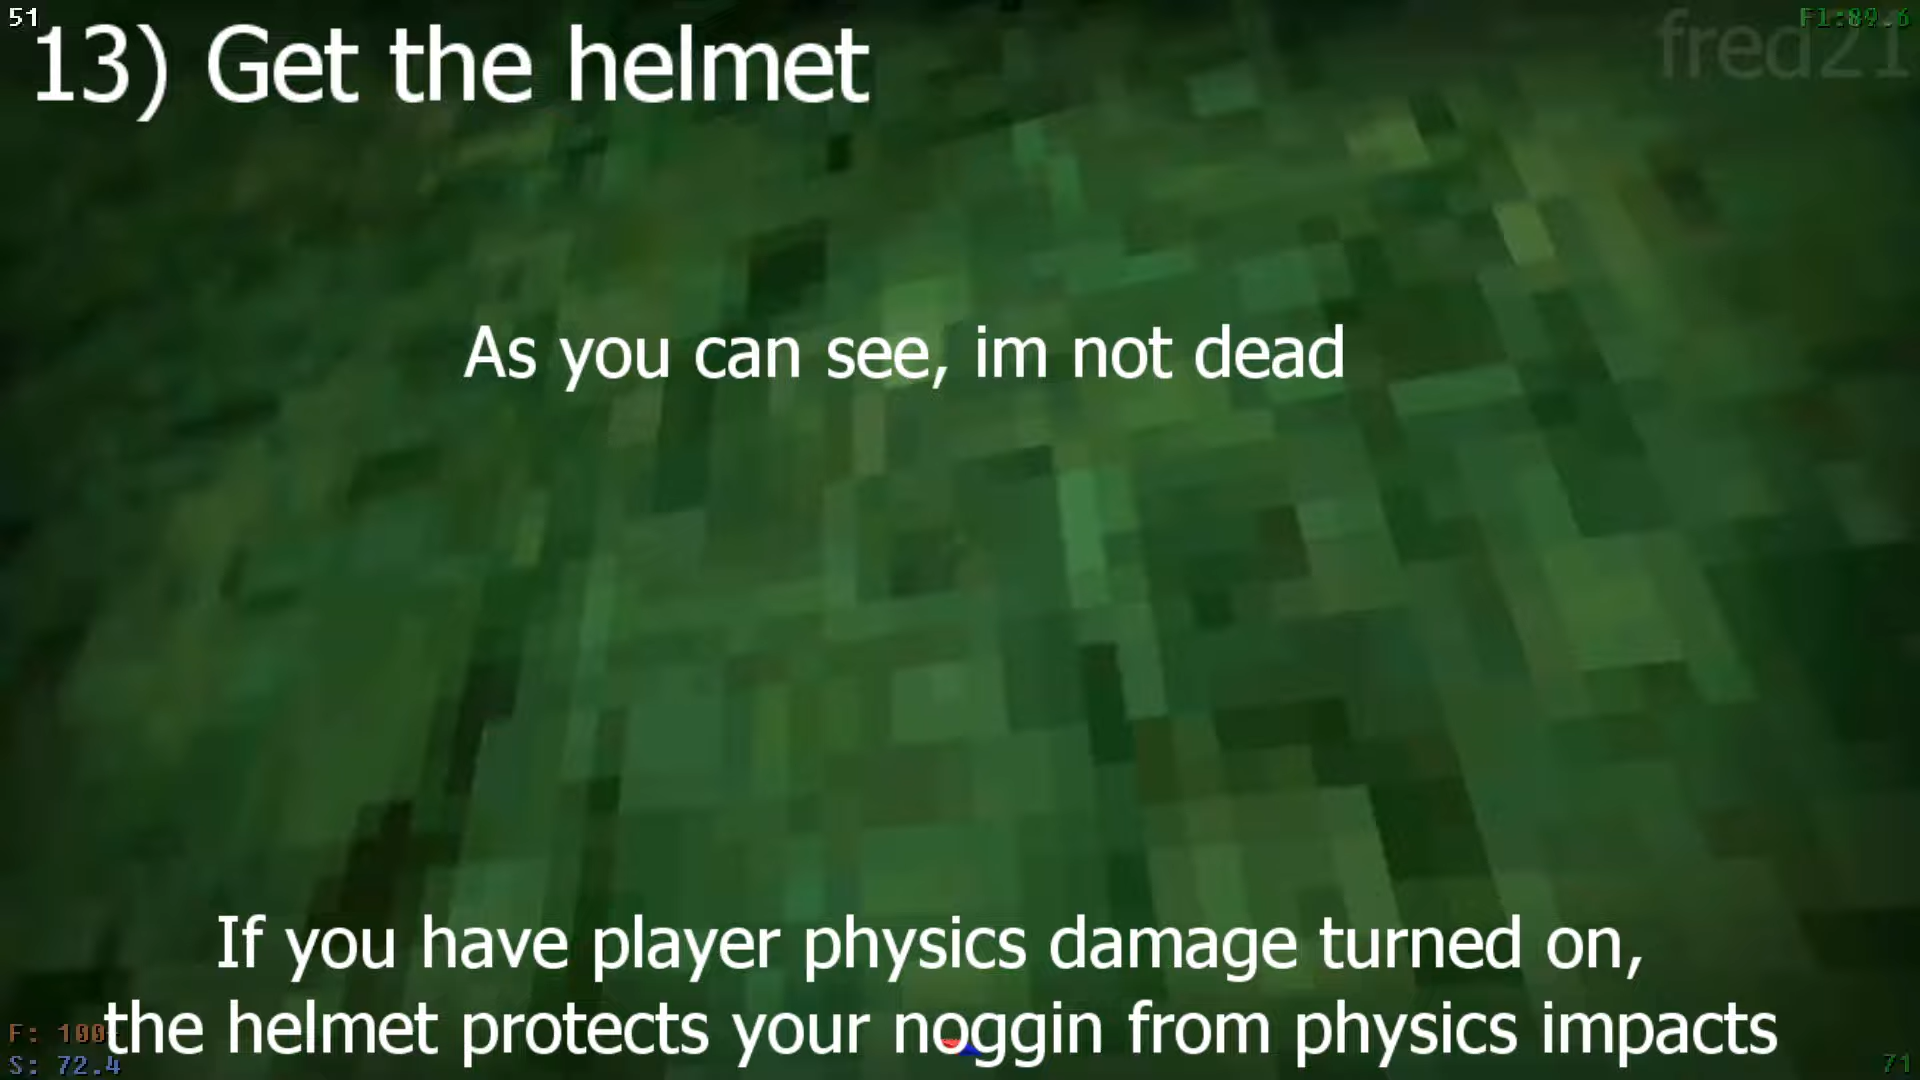 51
F1:89.6
13) Get the helmet
fred21
As you can see, im not dead
If you have player physics damage turned on,
F: 100
the helmet protects your noggin from physics impacts
S: 72.4
71